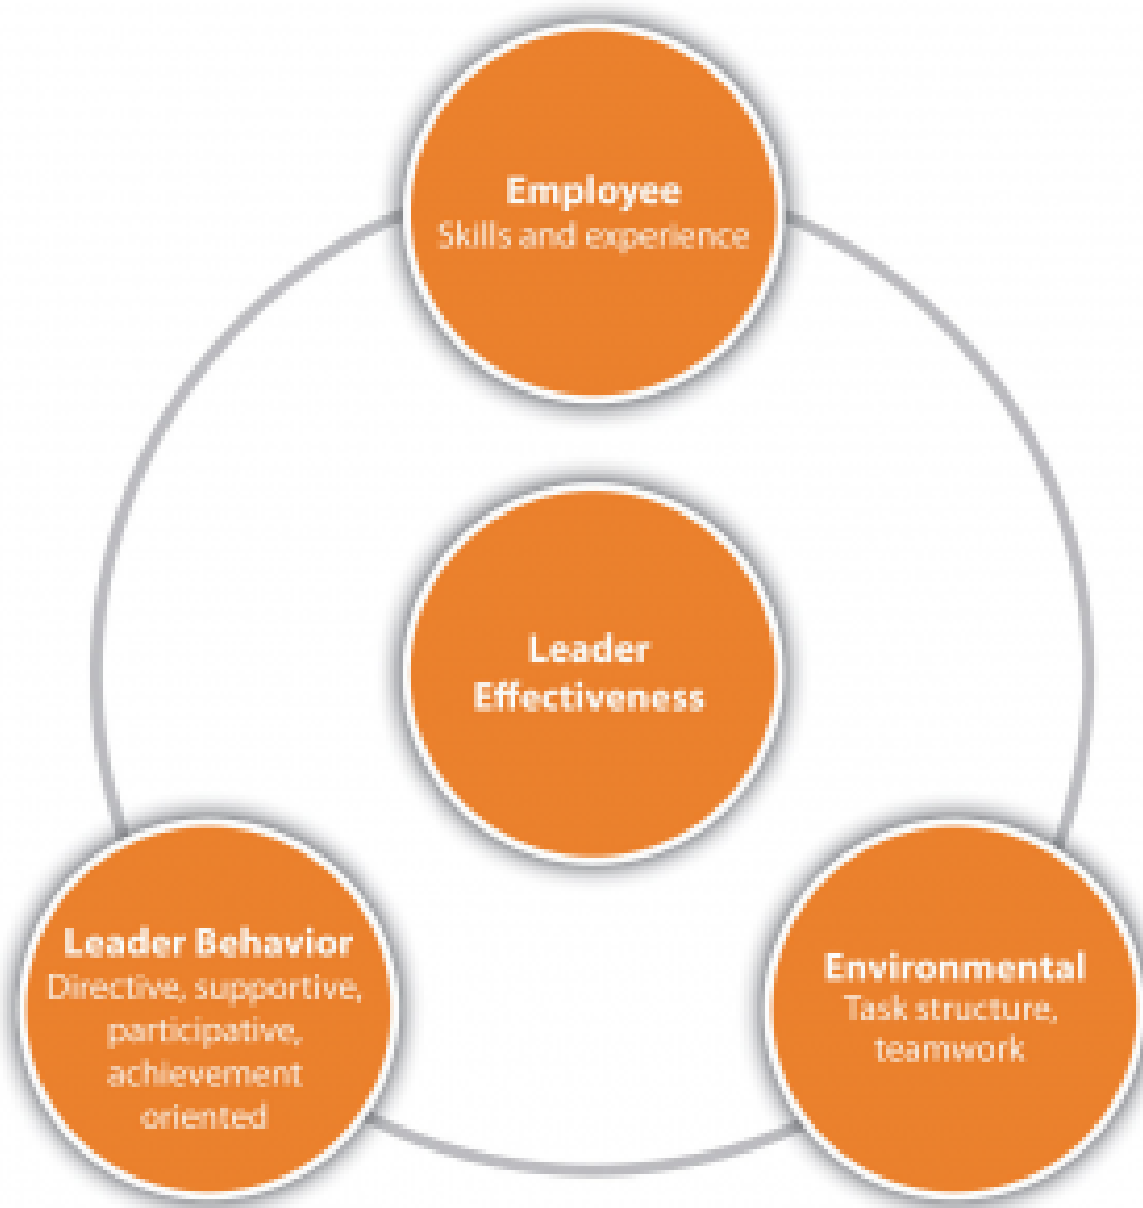 Employee
Skills and experience
Leader
Effectiveness
Leader Behavior
Directive, supportive,
participative,
achievement
oriented
Environmental
Task structure,
teamwork